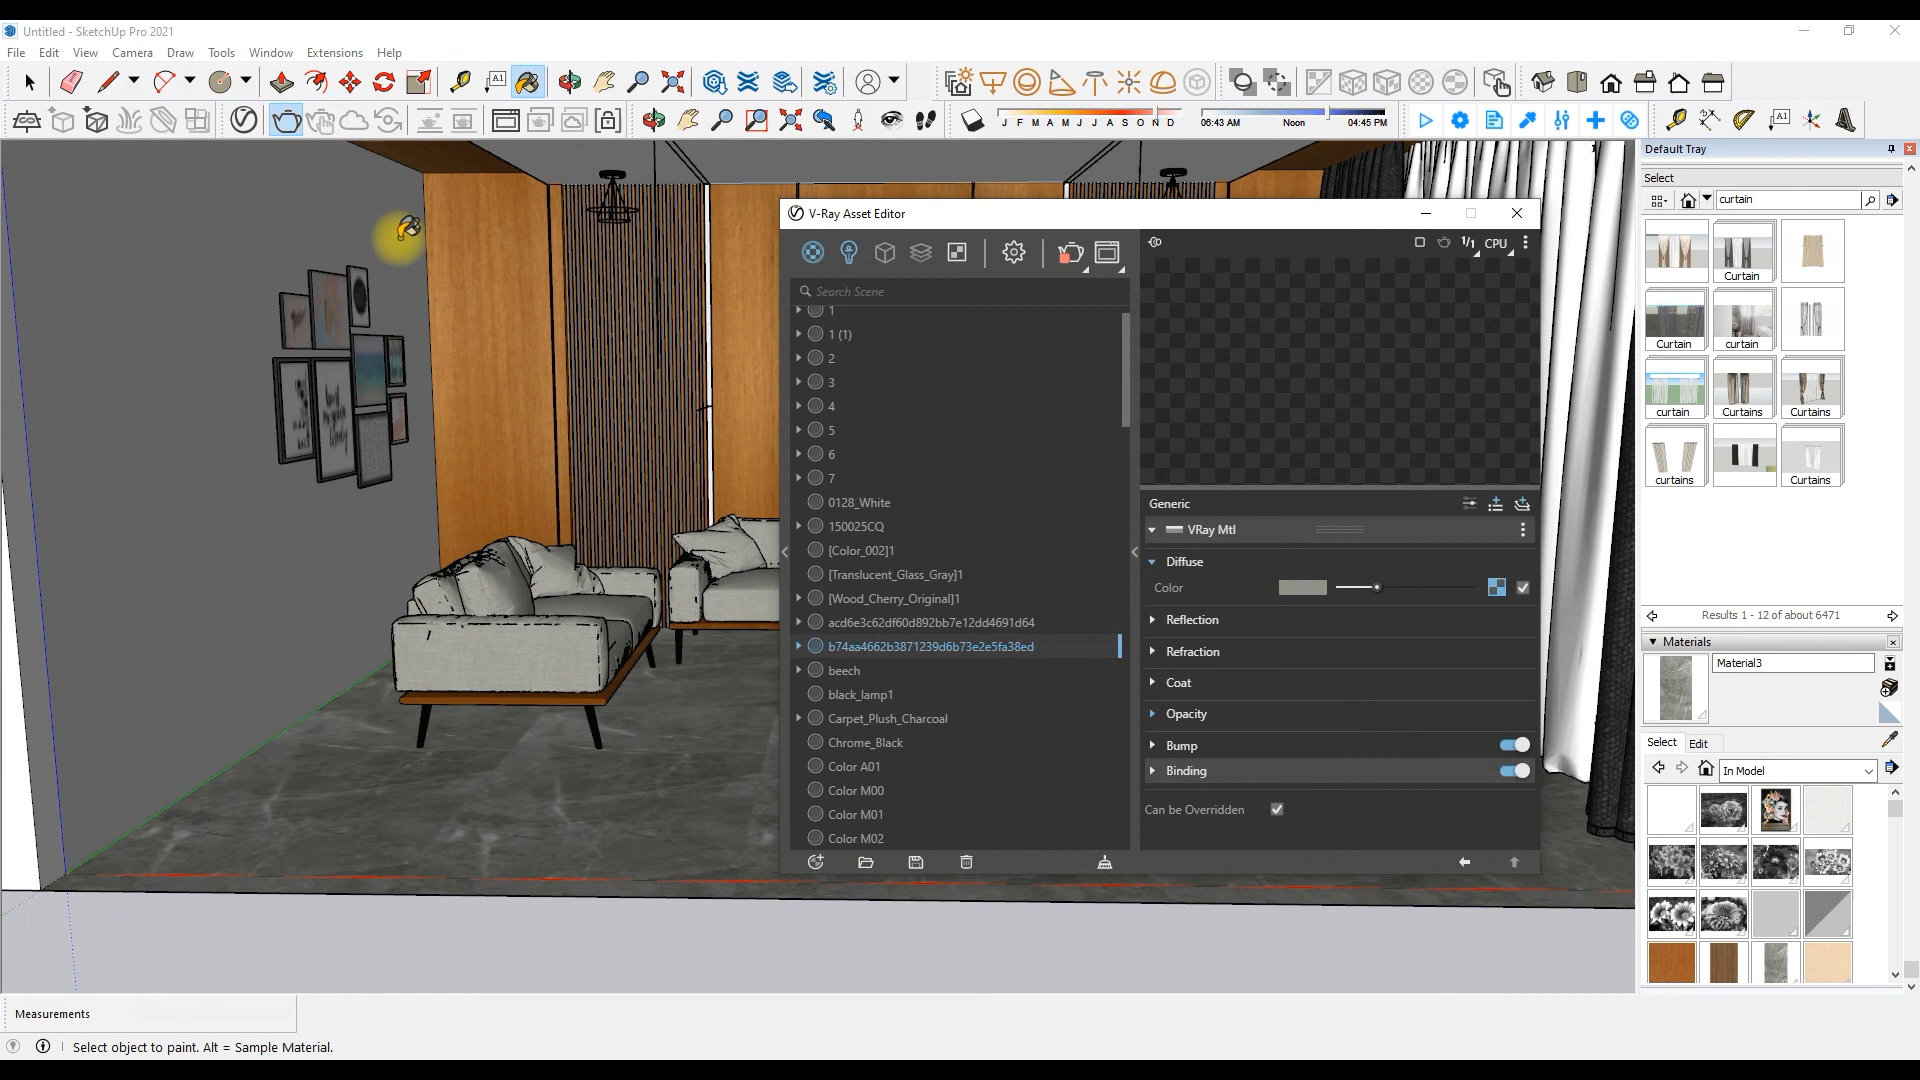 Untitled - SketchUp Pro 2021
File Edit View Camera Draw Tools Window Extensions Help
A1
J F M A M J J A S O N D
06:43 AM Noon 04:45 PM
A1
Default Tray
Select
curtain
Curtain
Curtain curtain
curtain Curtains Curtains
curtains Curtains
Results 1 - 12 of about 6471
Materials
Material3
Select Edit
In Model
V-Ray Asset Editor
1/1 CPU
Search Scene
1
1 (1)
2
3
4
5
6
7
0128_White
150025CQ
[Color_002]1
[Translucent_Glass_Gray]1
[Wood_Cherry_Original]1
acd6e3c62df60d892bb7e12dd4691d64
b74aa4662b3871239d6b73e2e5fa38ed
beech
black_lamp1
Carpet_Plush_Charcoal
Chrome_Black
Color A01
Color M00
Color M01
Color M02
Generic
VRay Mtl
Diffuse
Color
Reflection
Refraction
Coat
Opacity
Bump
Binding
Can be Overridden
Measurements
Select object to paint. Alt = Sample Material.